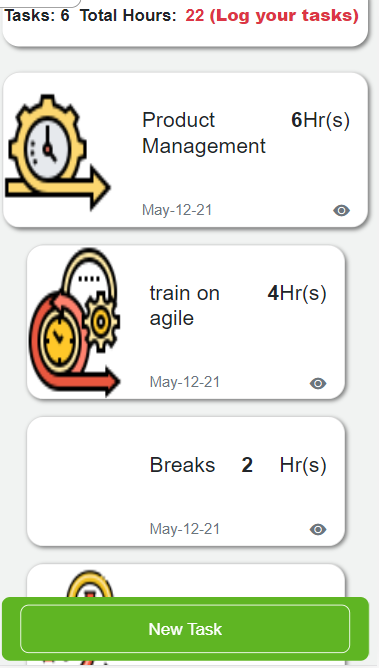 Tasks: 6 Total Hours: 22 (Log your tasks)
Product 6Hr(s)
Management
May-12-21
train on 4Hr(s)
agile
May-12-21
Breaks 2 Hr(s)
May-12-21
New Task